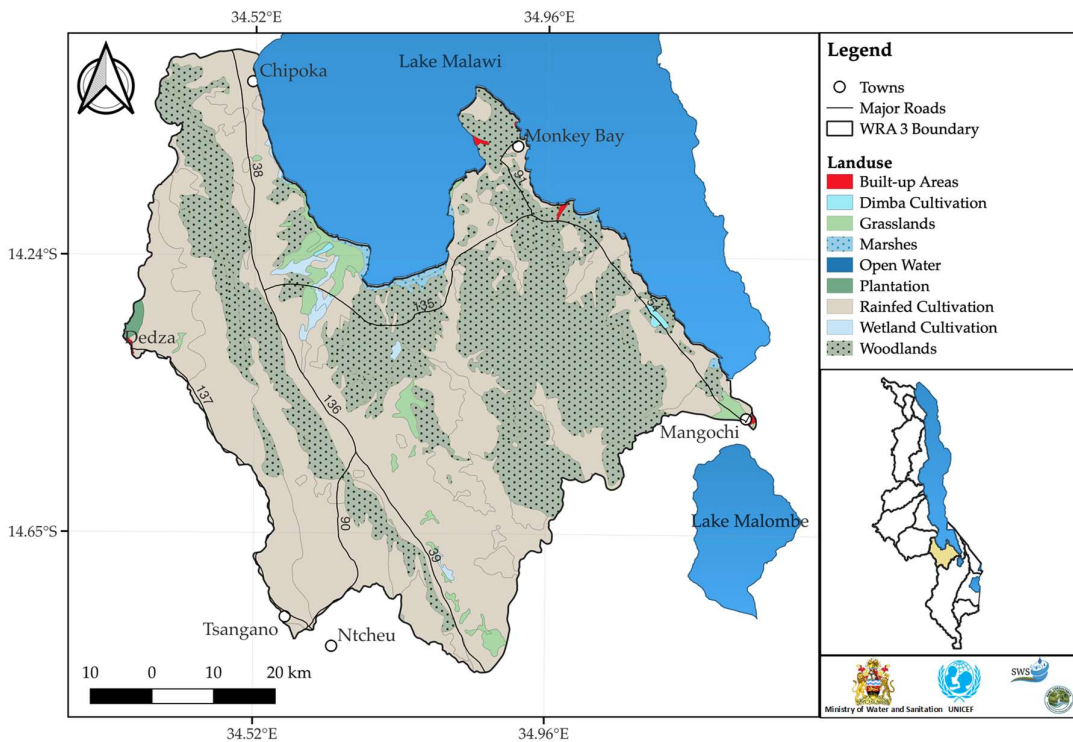 34.52°E
34.96°E
Lake Malawi
Chipoka
Monkey Bay
138
91
14.24°S
135
Dedza
137
136
Mangochi
Lake Malombe
14.65°S
90
39
Tsangano
Ntcheu
10 0 10 20 km
34.52°E
34.96°E
Legend
Towns
Major Roads
WRA 3 Boundary
Landuse
Built-up Areas
Dimba Cultivation
Grasslands
Marshes
Open Water
Plantation
Rainfed Cultivation
Wetland Cultivation
Woodlands
SWS
Ministry of Water and Sanitation
UNICEF